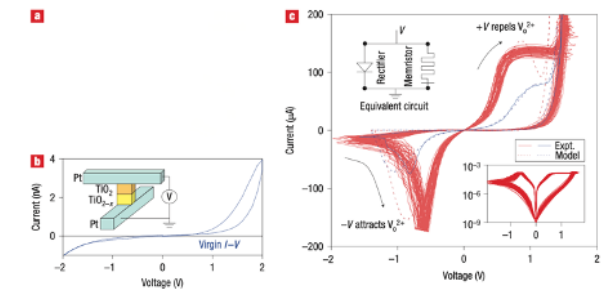 a
b
4
2
0
Current (nA)
Pt
TiO2
TiO2–x
Pt
V
Virgin I–V
–2
–1
0
1
2
Voltage (V)
c
200
100
0
–100
–200
Current (µA)
V
Rectifier
Memristor
Equivalent circuit
+V repels Vo2+
–V attracts Vo2+
Expt.
Model
10–3
10–6
10–9
–1
0
1
–2
–1
0
1
2
Voltage (V)